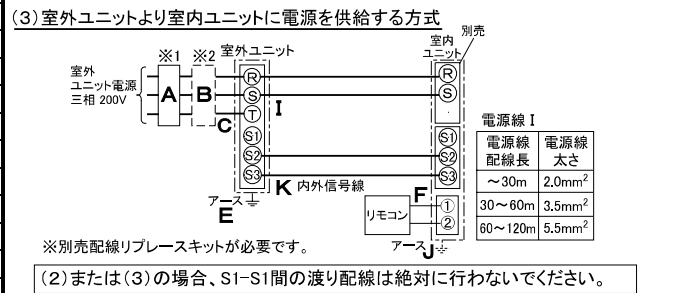 (3)室外ユニットより室内ユニットに電源を供給する方式
別売
※1 ※2 室外ユニット
室内
ユニット
室外
ユニット電源
三相 200V
A B C
R
S
T
S1
S2
S3
I
R
S
S1
S2
S3
K 内外信号線
アース
E
リモコン
F
①
②
アース
J
電源線 I
電源線配線長 電源線太さ
～30m 2.0mm²
30～60m 3.5mm²
60～120m 5.5mm²
※別売配線リプレースキットが必要です。
(2)または(3)の場合、S1-S1間の渡り配線は絶対に行わないでください。